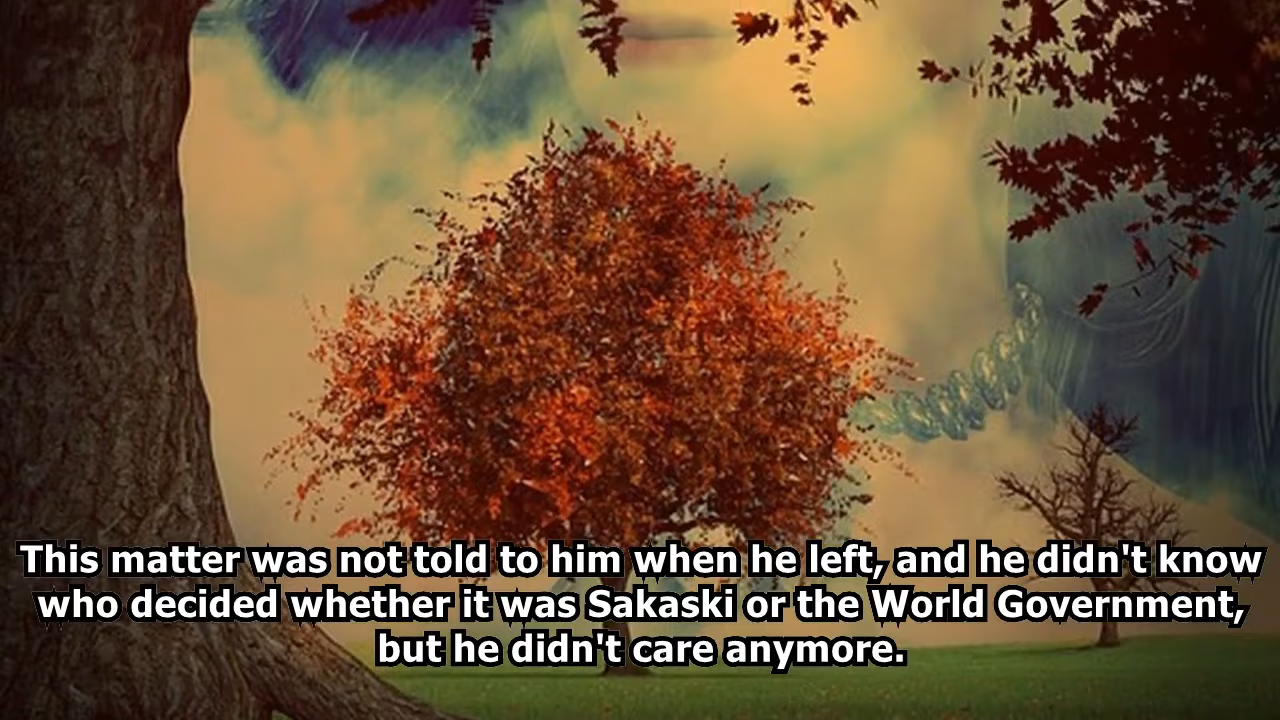 This matter was not told to him when he left, and he didn't know
who decided whether it was Sakaski or the World Government,
but he didn't care anymore.